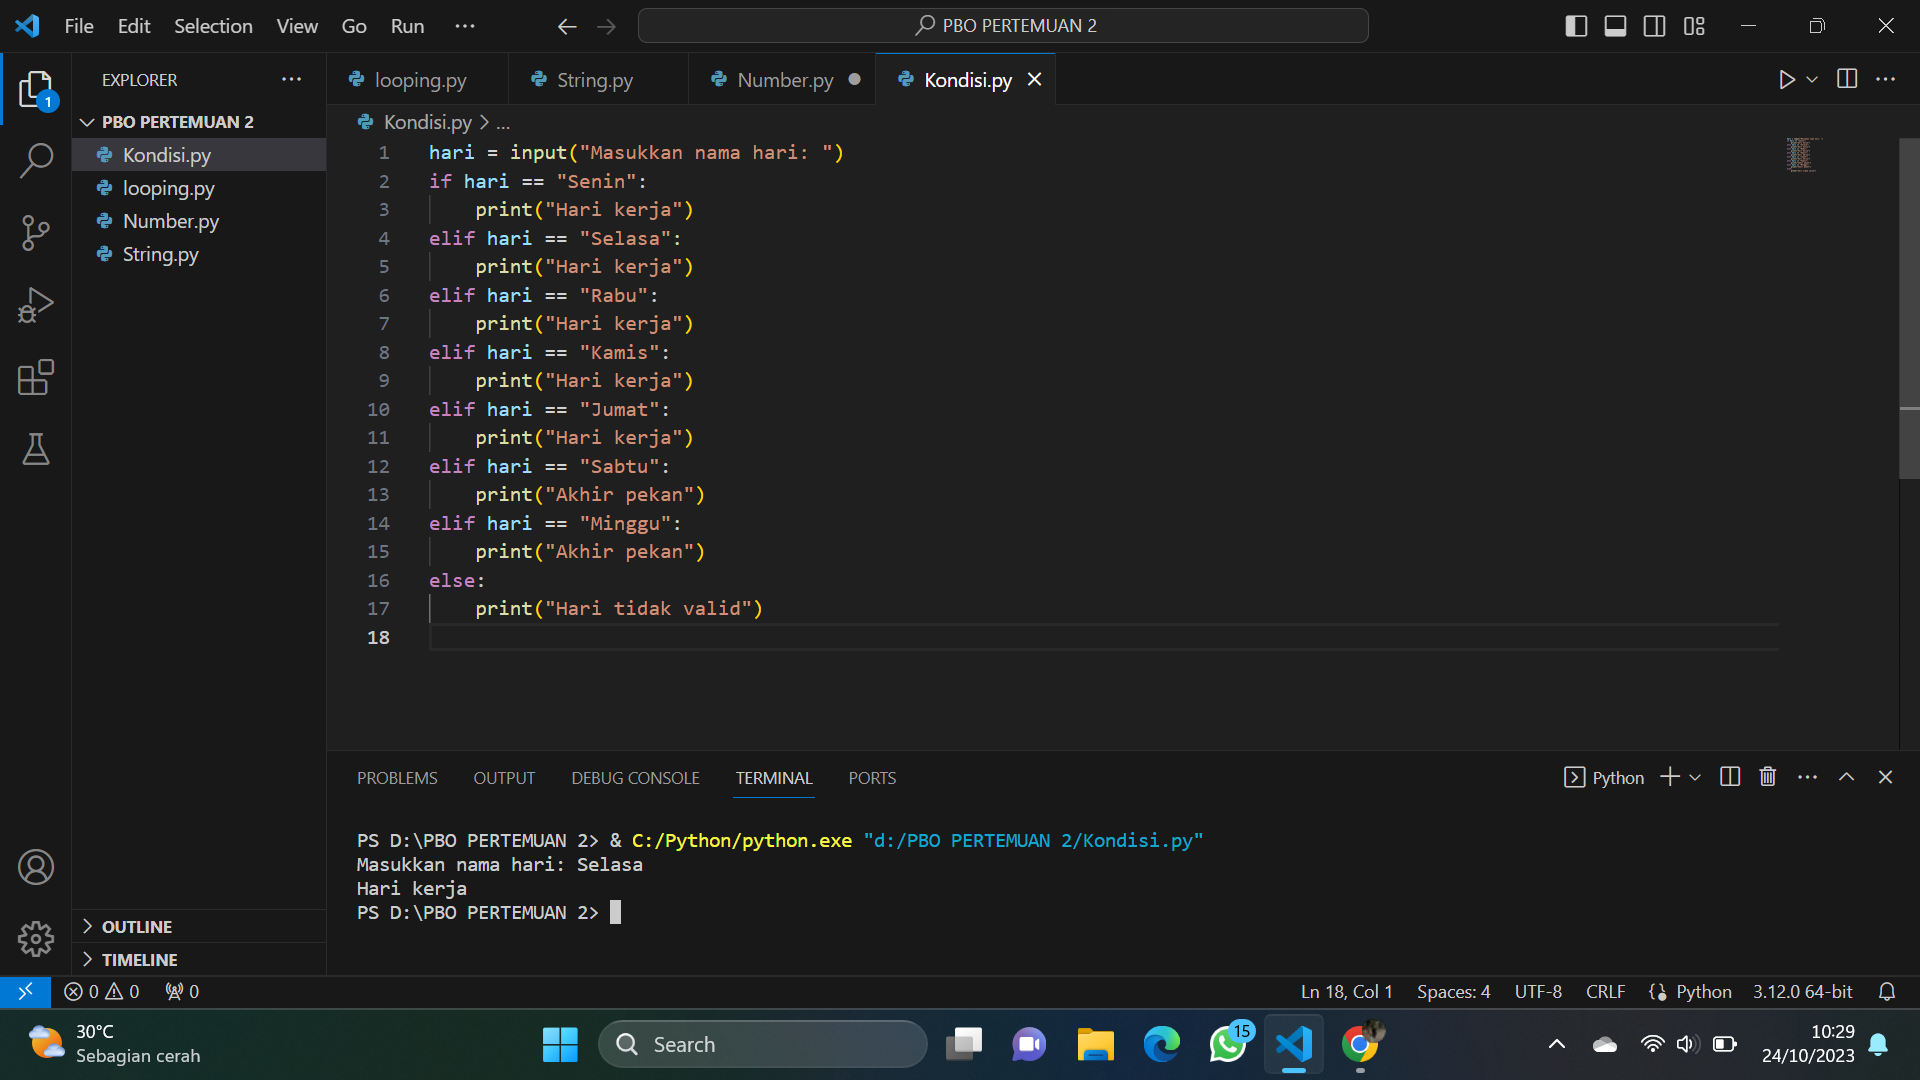 File Edit Selection View Go Run ...
PBO PERTEMUAN 2
EXPLORER
1
PBO PERTEMUAN 2
Kondisi.py
looping.py
Number.py
String.py
OUTLINE
TIMELINE
looping.py String.py Number.py Kondisi.py
Kondisi.py > ...
1 hari = input("Masukkan nama hari: ")
2 if hari == "Senin":
3 print("Hari kerja")
4 elif hari == "Selasa":
5 print("Hari kerja")
6 elif hari == "Rabu":
7 print("Hari kerja")
8 elif hari == "Kamis":
9 print("Hari kerja")
10 elif hari == "Jumat":
11 print("Hari kerja")
12 elif hari == "Sabtu":
13 print("Akhir pekan")
14 elif hari == "Minggu":
15 print("Akhir pekan")
16 else:
17 print("Hari tidak valid")
18
PROBLEMS OUTPUT DEBUG CONSOLE TERMINAL PORTS
Python
PS D:\PBO PERTEMUAN 2> & C:/Python/python.exe "d:/PBO PERTEMUAN 2/Kondisi.py"
Masukkan nama hari: Selasa
Hari kerja
PS D:\PBO PERTEMUAN 2>
0 0 0
Ln 18, Col 1 Spaces: 4 UTF-8 CRLF Python 3.12.0 64-bit
30°C
Sebagian cerah
Search
15
10:29
24/10/2023